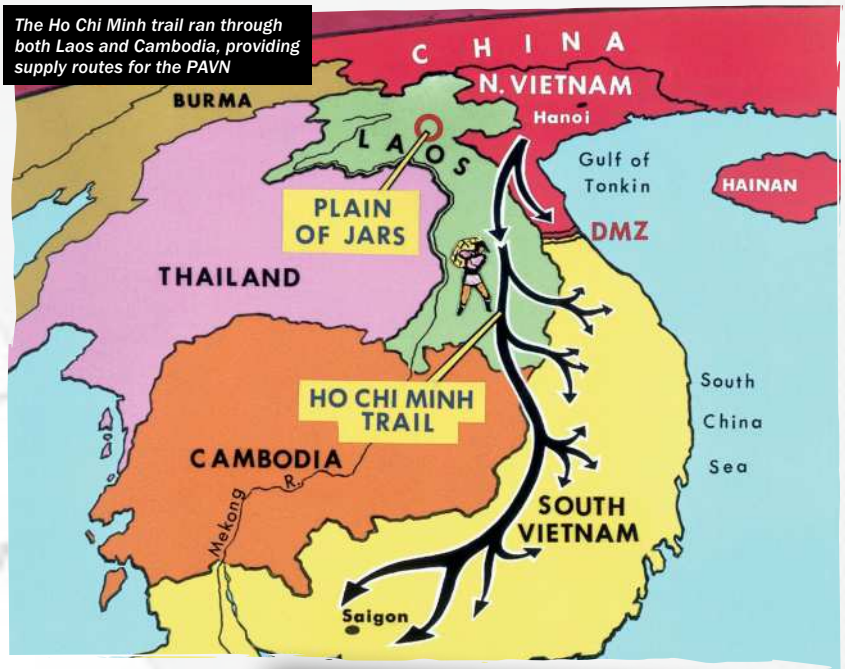 The Ho Chi Minh trail ran through
both Laos and Cambodia, providing
supply routes for the PAVN
CHINA
BURMA
N. VIETNAM
Hanoi
LAOS
Gulf of
Tonkin
HAINAN
PLAIN
OF JARS
DMZ
THAILAND
HO CHI MINH
TRAIL
South
China
Sea
CAMBODIA
Mekong
R.
SOUTH
VIETNAM
Saigon